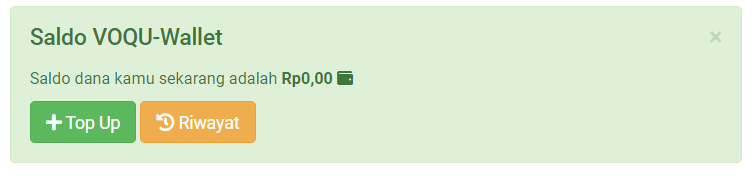 Saldo VOQU-Wallet
×
Saldo dana kamu sekarang adalah Rp0,00
Top Up Riwayat